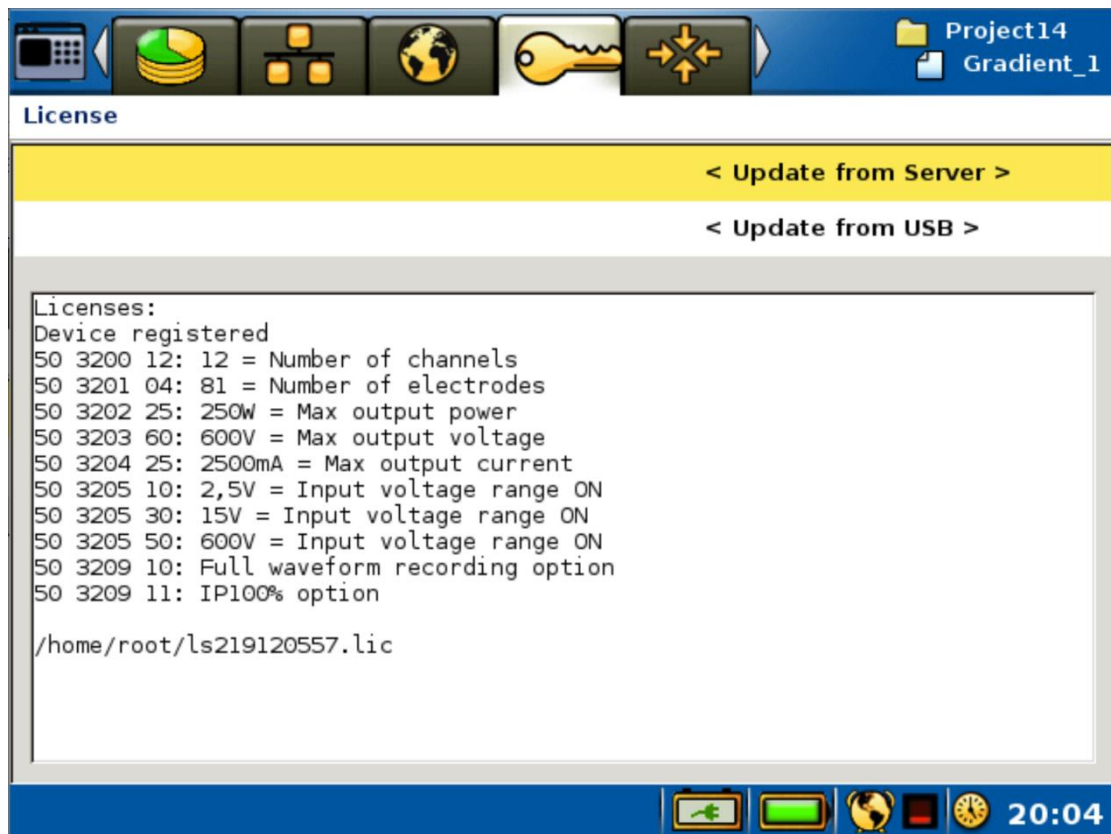 Project14
Gradient_1
License
< Update from Server >
< Update from USB >
Licenses:
Device registered
50 3200 12: 12 = Number of channels
50 3201 04: 81 = Number of electrodes
50 3202 25: 250W = Max output power
50 3203 60: 600V = Max output voltage
50 3204 25: 2500mA = Max output current
50 3205 10: 2,5V = Input voltage range ON
50 3205 30: 15V = Input voltage range ON
50 3205 50: 600V = Input voltage range ON
50 3209 10: Full waveform recording option
50 3209 11: IP100% option
/home/root/ls219120557.lic
20:04